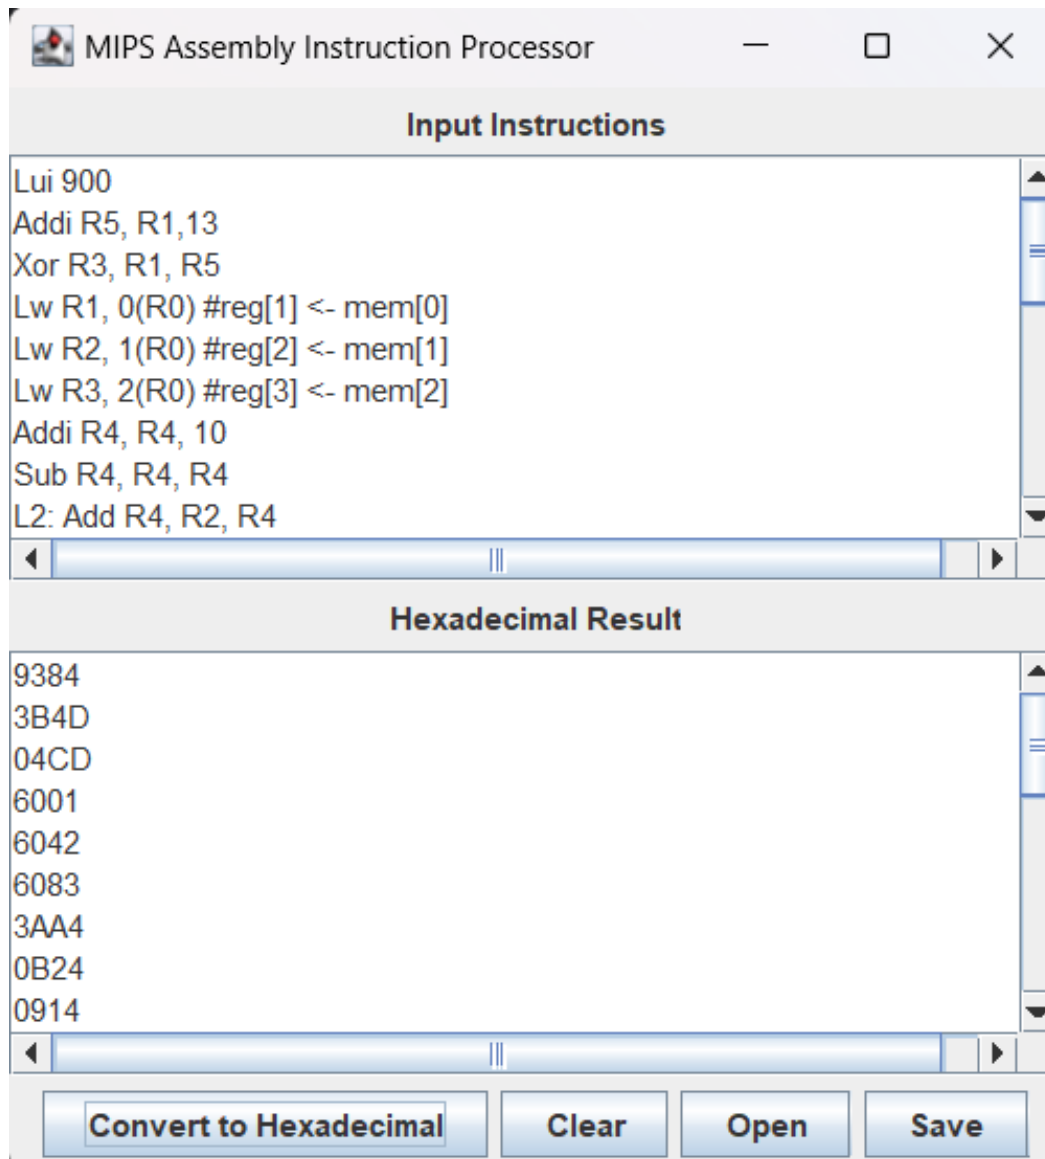 MIPS Assembly Instruction Processor
Input Instructions
Lui 900
Addi R5, R1,13
Xor R3, R1, R5
Lw R1, 0(R0) #reg[1] <- mem[0]
Lw R2, 1(R0) #reg[2] <- mem[1]
Lw R3, 2(R0) #reg[3] <- mem[2]
Addi R4, R4, 10
Sub R4, R4, R4
L2: Add R4, R2, R4
Hexadecimal Result
9384
3B4D
04CD
6001
6042
6083
3AA4
0B24
0914
Convert to Hexadecimal Clear Open Save